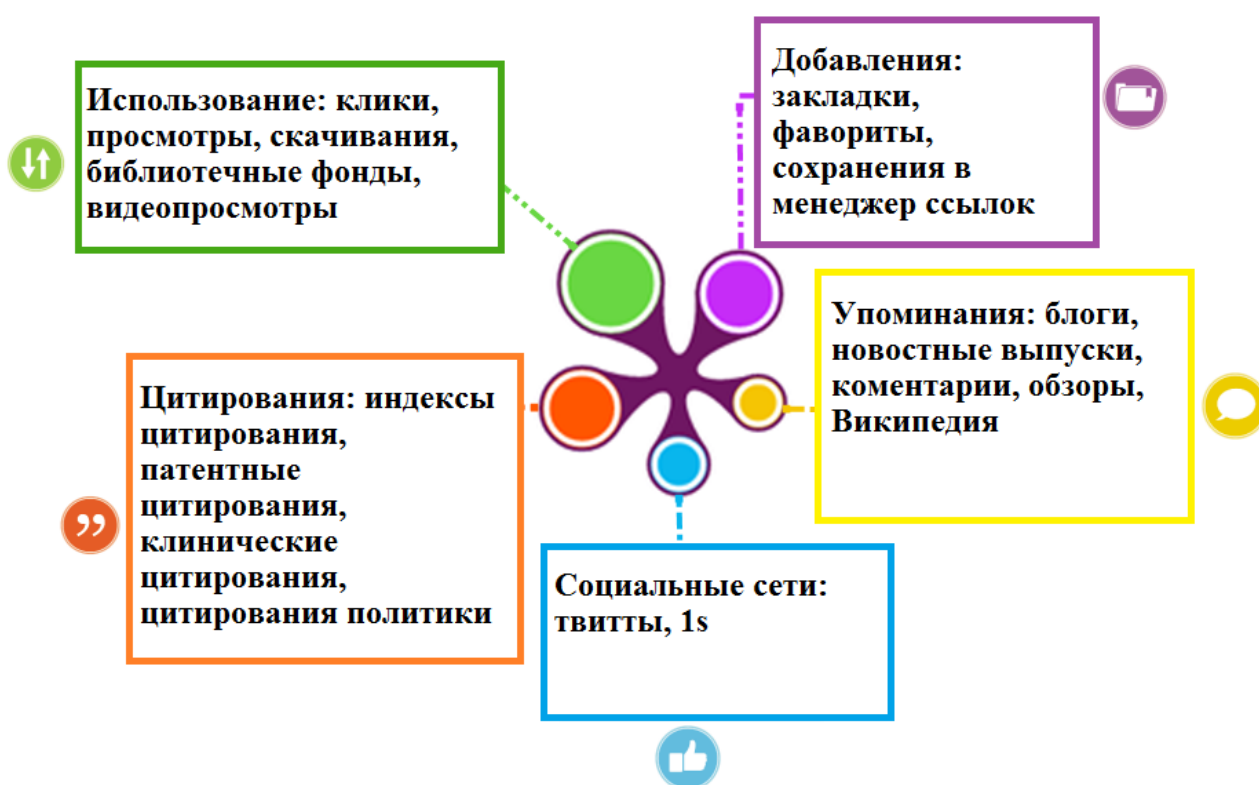 Использование: клики,
просмотры, скачивания,
библиотечные фонды,
видеопросмотры
Добавления:
закладки,
фавориты,
сохранения в
менеджер ссылок
Упоминания: блоги,
новостные выпуски,
коментарии, обзоры,
Википедия
Цитирования: индексы
цитирования,
патентные
цитирования,
клинические
цитирования,
цитирования политики
Социальные сети:
твитты, 1s